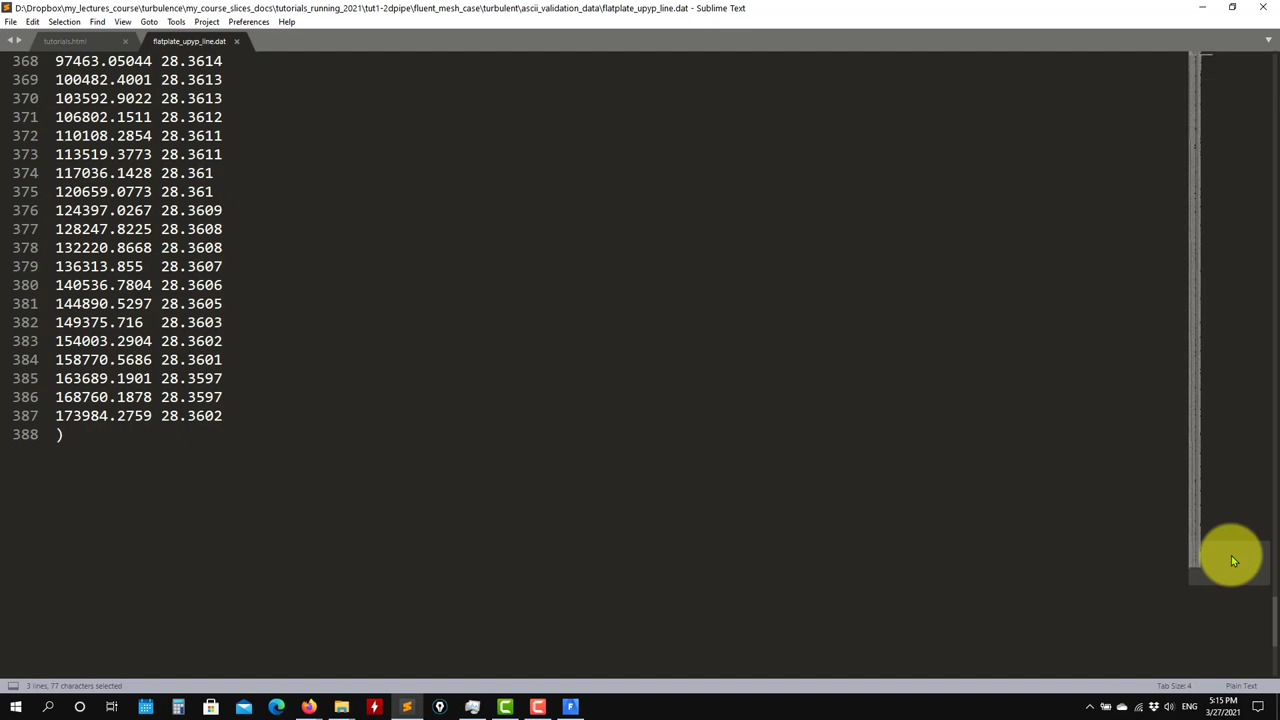 D:\Dropbox\my_lectures_course\turbulence\my_course_slices_docs\tutorials_running_2021\tut1-2dpipe\fluent_mesh_case\turbulent\ascii_validation_data\flatplate_upyp_line.dat - Sublime Text
File Edit Selection Find View Goto Tools Project Preferences Help
tutorials.html flatplate_upyp_line.dat
368 97463.05044 28.3614
369 100482.4001 28.3613
370 103592.9022 28.3613
371 106802.1511 28.3612
372 110108.2854 28.3611
373 113519.3773 28.3611
374 117036.1428 28.361
375 120659.0773 28.361
376 124397.0267 28.3609
377 128247.8225 28.3608
378 132220.8668 28.3608
379 136313.855 28.3607
380 140536.7804 28.3606
381 144890.5297 28.3605
382 149375.716 28.3603
383 154003.2904 28.3602
384 158770.5686 28.3601
385 163689.1901 28.3597
386 168760.1878 28.3597
387 173984.2759 28.3602
388 )
3 lines, 77 characters selected Tab Size: 4 Plain Text
ENG 5:15 PM
3/27/2021